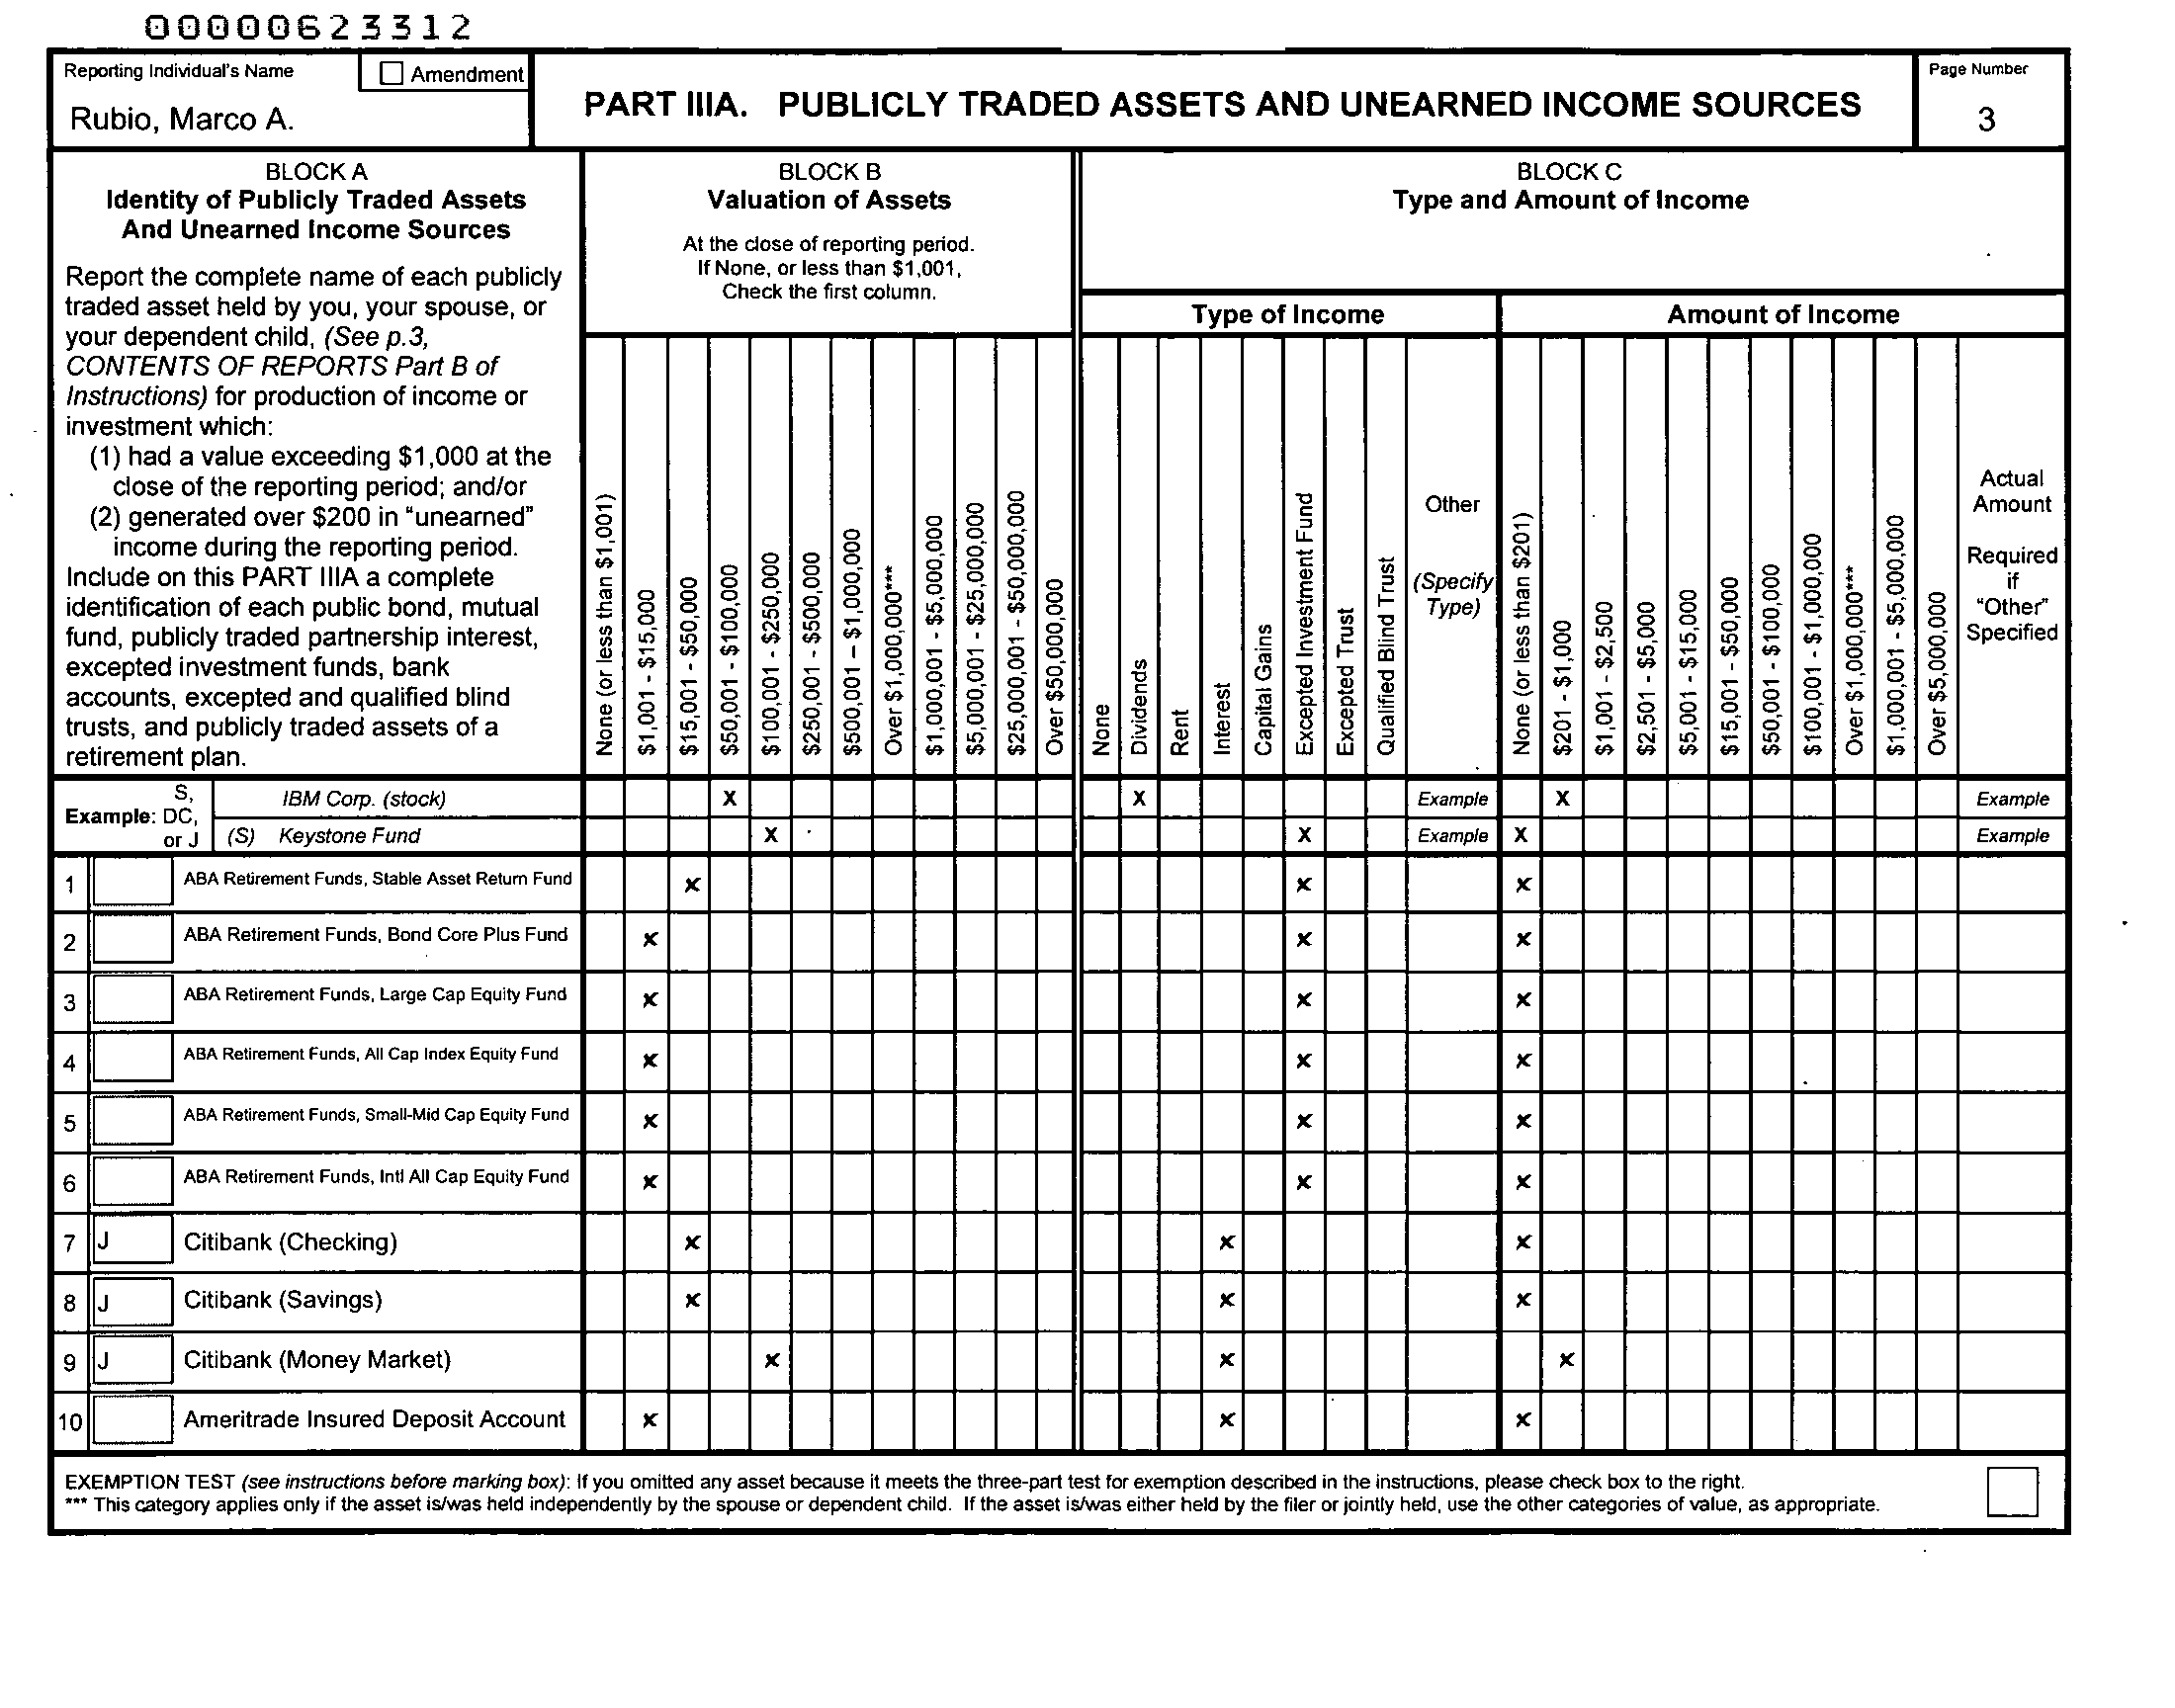 00000623312
Reporting Individual's Name
Amendment
Rubio, Marco A.
PART IIIA. PUBLICLY TRADED ASSETS AND UNEARNED INCOME SOURCES
Page Number
3
BLOCK A
Identity of Publicly Traded Assets
And Unearned Income Sources
Report the complete name of each publicly
traded asset held by you, your spouse, or
your dependent child, (See p.3,
CONTENTS OF REPORTS Part B of
Instructions) for production of income or
investment which:
(1) had a value exceeding $1,000 at the
close of the reporting period; and/or
(2) generated over $200 in "unearned"
income during the reporting period.
Include on this PART IIIA a complete
identification of each public bond, mutual
fund, publicly traded partnership interest,
excepted investment funds, bank
accounts, excepted and qualified blind
trusts, and publicly traded assets of a
retirement plan.
BLOCK B
Valuation of Assets
At the close of reporting period.
If None, or less than $1,001,
Check the first column.
None (or less than $1,001)
$1,001 - $15,000
$15,001 - $50,000
$50,001 - $100,000
$100,001 - $250,000
$250,001 - $500,000
$500,001 – $1,000,000
Over $1,000,000***
$1,000,001 - $5,000,000
$5,000,001 - $25,000,000
$25,000,001 - $50,000,000
Over $50,000,000
BLOCK C
Type and Amount of Income
Type of Income
None
Dividends
Rent
Interest
Capital Gains
Excepted Investment Fund
Excepted Trust
Qualified Blind Trust
Other
(Specify
Type)
Amount of Income
None (or less than $201)
$201 - $1,000
$1,001 - $2,500
$2,501 - $5,000
$5,001 - $15,000
$15,001 - $50,000
$50,001 - $100,000
$100,001 - $1,000,000
Over $1,000,000***
$1,000,001 - $5,000,000
Over $5,000,000
Actual
Amount
Required
if
"Other"
Specified
Example: S, DC, or J
IBM Corp. (stock) X X Example X Example
(S) Keystone Fund X X Example X Example
1 ABA Retirement Funds, Stable Asset Return Fund x x x
2 ABA Retirement Funds, Bond Core Plus Fund x x x
3 ABA Retirement Funds, Large Cap Equity Fund x x x
4 ABA Retirement Funds, All Cap Index Equity Fund x x x
5 ABA Retirement Funds, Small-Mid Cap Equity Fund x x x
6 ABA Retirement Funds, Intl All Cap Equity Fund x x x
7 J Citibank (Checking) x x x
8 J Citibank (Savings) x x x
9 J Citibank (Money Market) x x x
10 Ameritrade Insured Deposit Account x x x
EXEMPTION TEST (see instructions before marking box): If you omitted any asset because it meets the three-part test for exemption described in the instructions, please check box to the right.
*** This category applies only if the asset is/was held independently by the spouse or dependent child. If the asset is/was either held by the filer or jointly held, use the other categories of value, as appropriate.